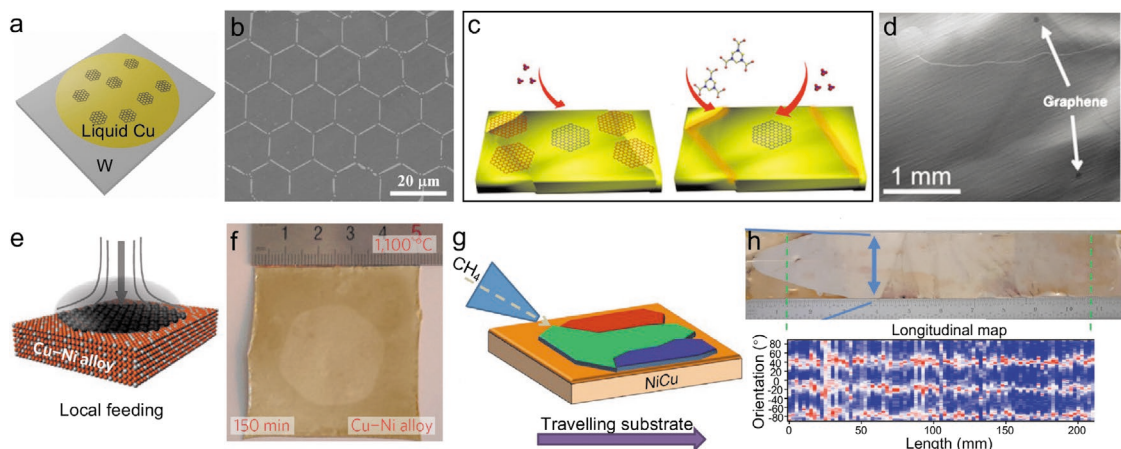 a
Liquid Cu
W
b
20 μm
c
d
Graphene
1 mm
e
Cu–Ni alloy
Local feeding
f
1 2 3 4 5
1,100 °C
150 min
Cu–Ni alloy
g
CH4
NiCu
Travelling substrate
h
Longitudinal map
Orientation (°)
80
60
40
20
0
-20
-40
-60
-80
0 50 100 150 200
Length (mm)